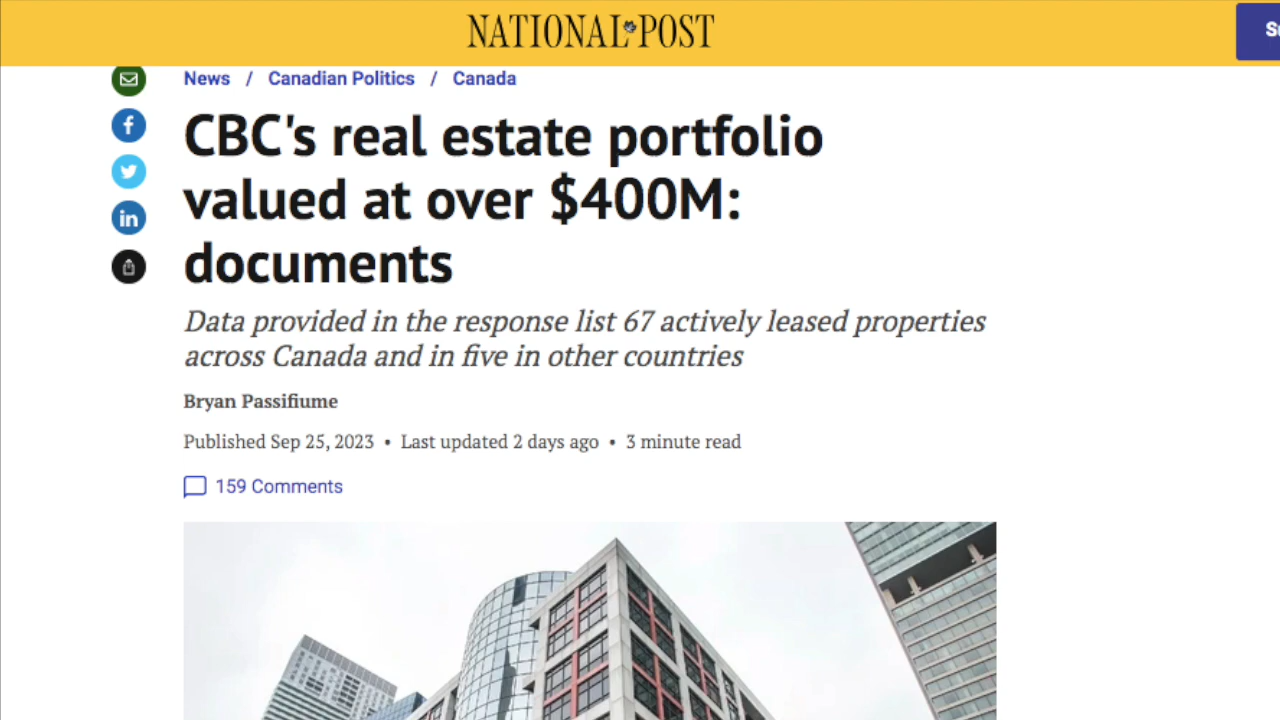 NATIONAL POST
News / Canadian Politics / Canada
CBC's real estate portfolio
valued at over $400M:
documents
Data provided in the response list 67 actively leased properties
across Canada and in five in other countries
Bryan Passifiume
Published Sep 25, 2023 • Last updated 2 days ago • 3 minute read
159 Comments